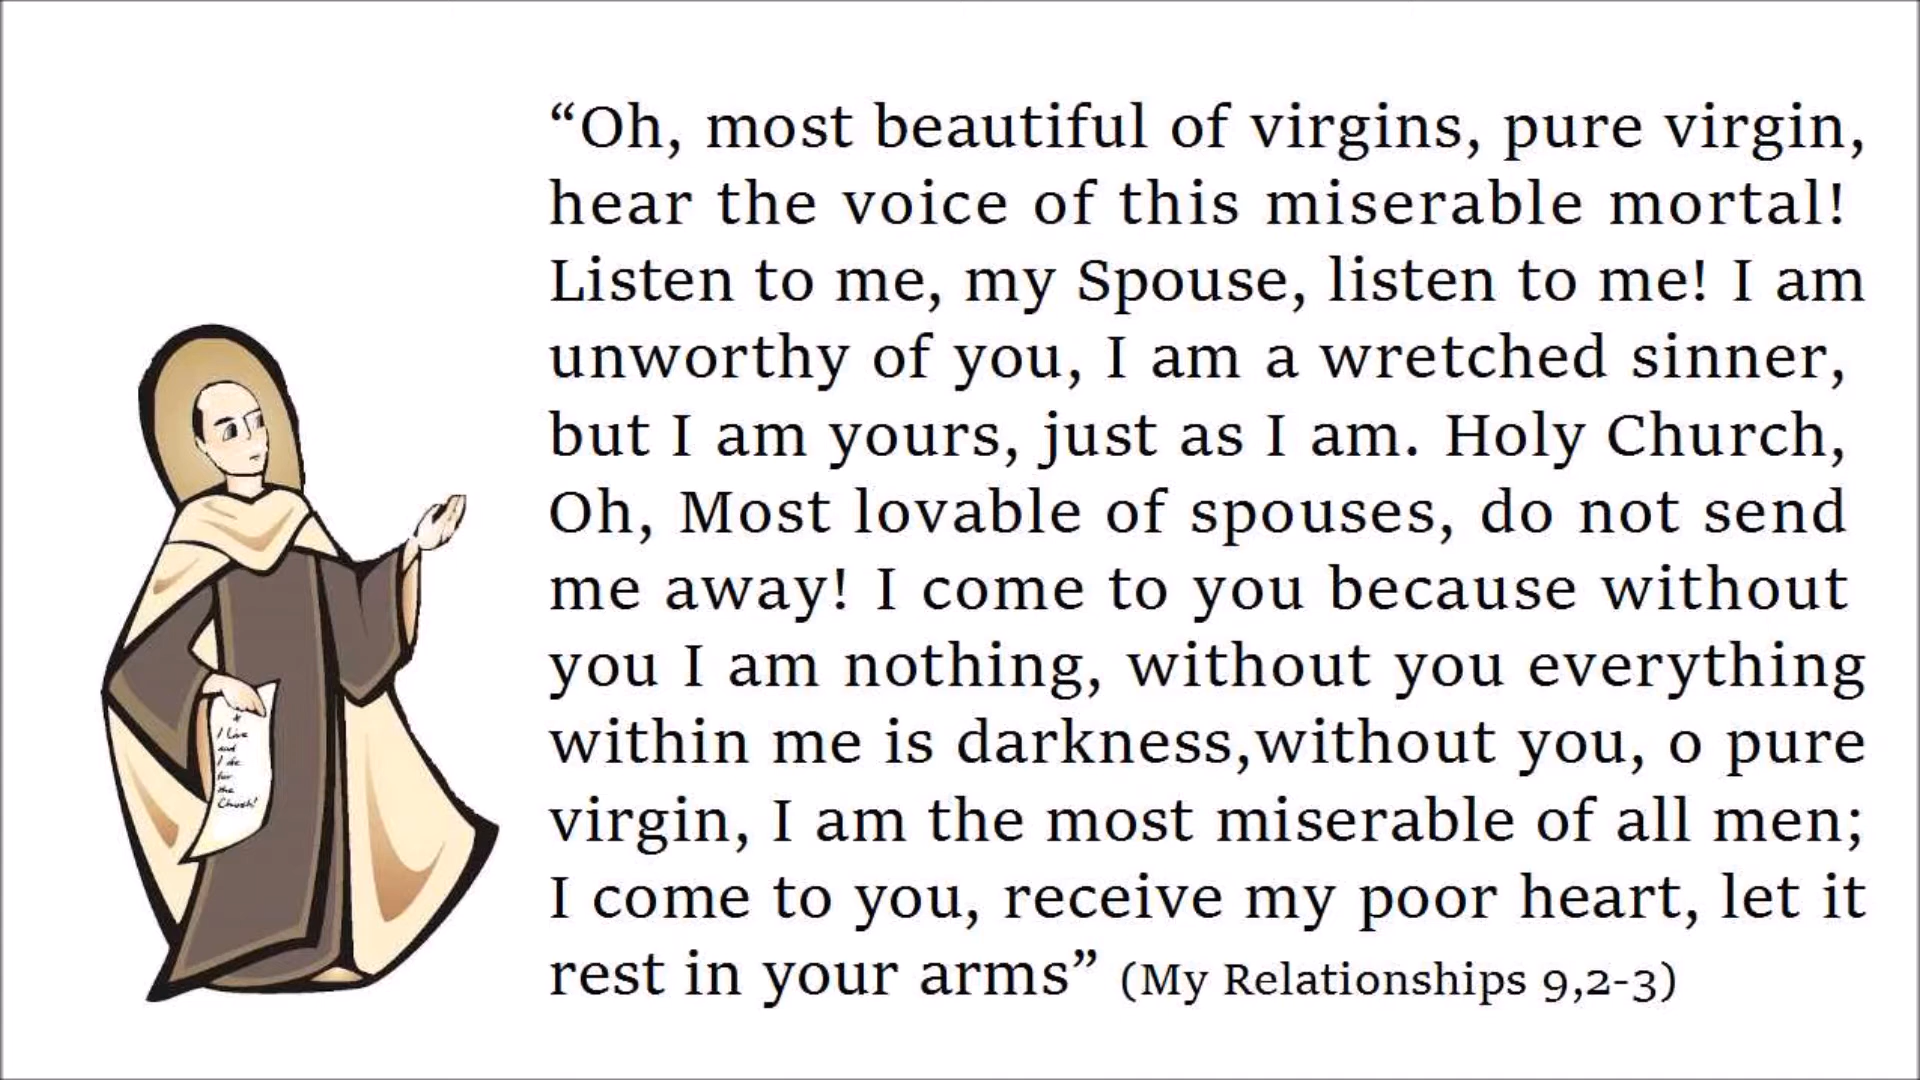 “Oh, most beautiful of virgins, pure virgin,
hear the voice of this miserable mortal!
Listen to me, my Spouse, listen to me! I am
unworthy of you, I am a wretched sinner,
but I am yours, just as I am. Holy Church,
Oh, Most lovable of spouses, do not send
me away! I come to you because without
you I am nothing, without you everything
within me is darkness,without you, o pure
virgin, I am the most miserable of all men;
I come to you, receive my poor heart, let it
rest in your arms” (My Relationships 9,2-3)
I Live
and
I die
for
the
Church!